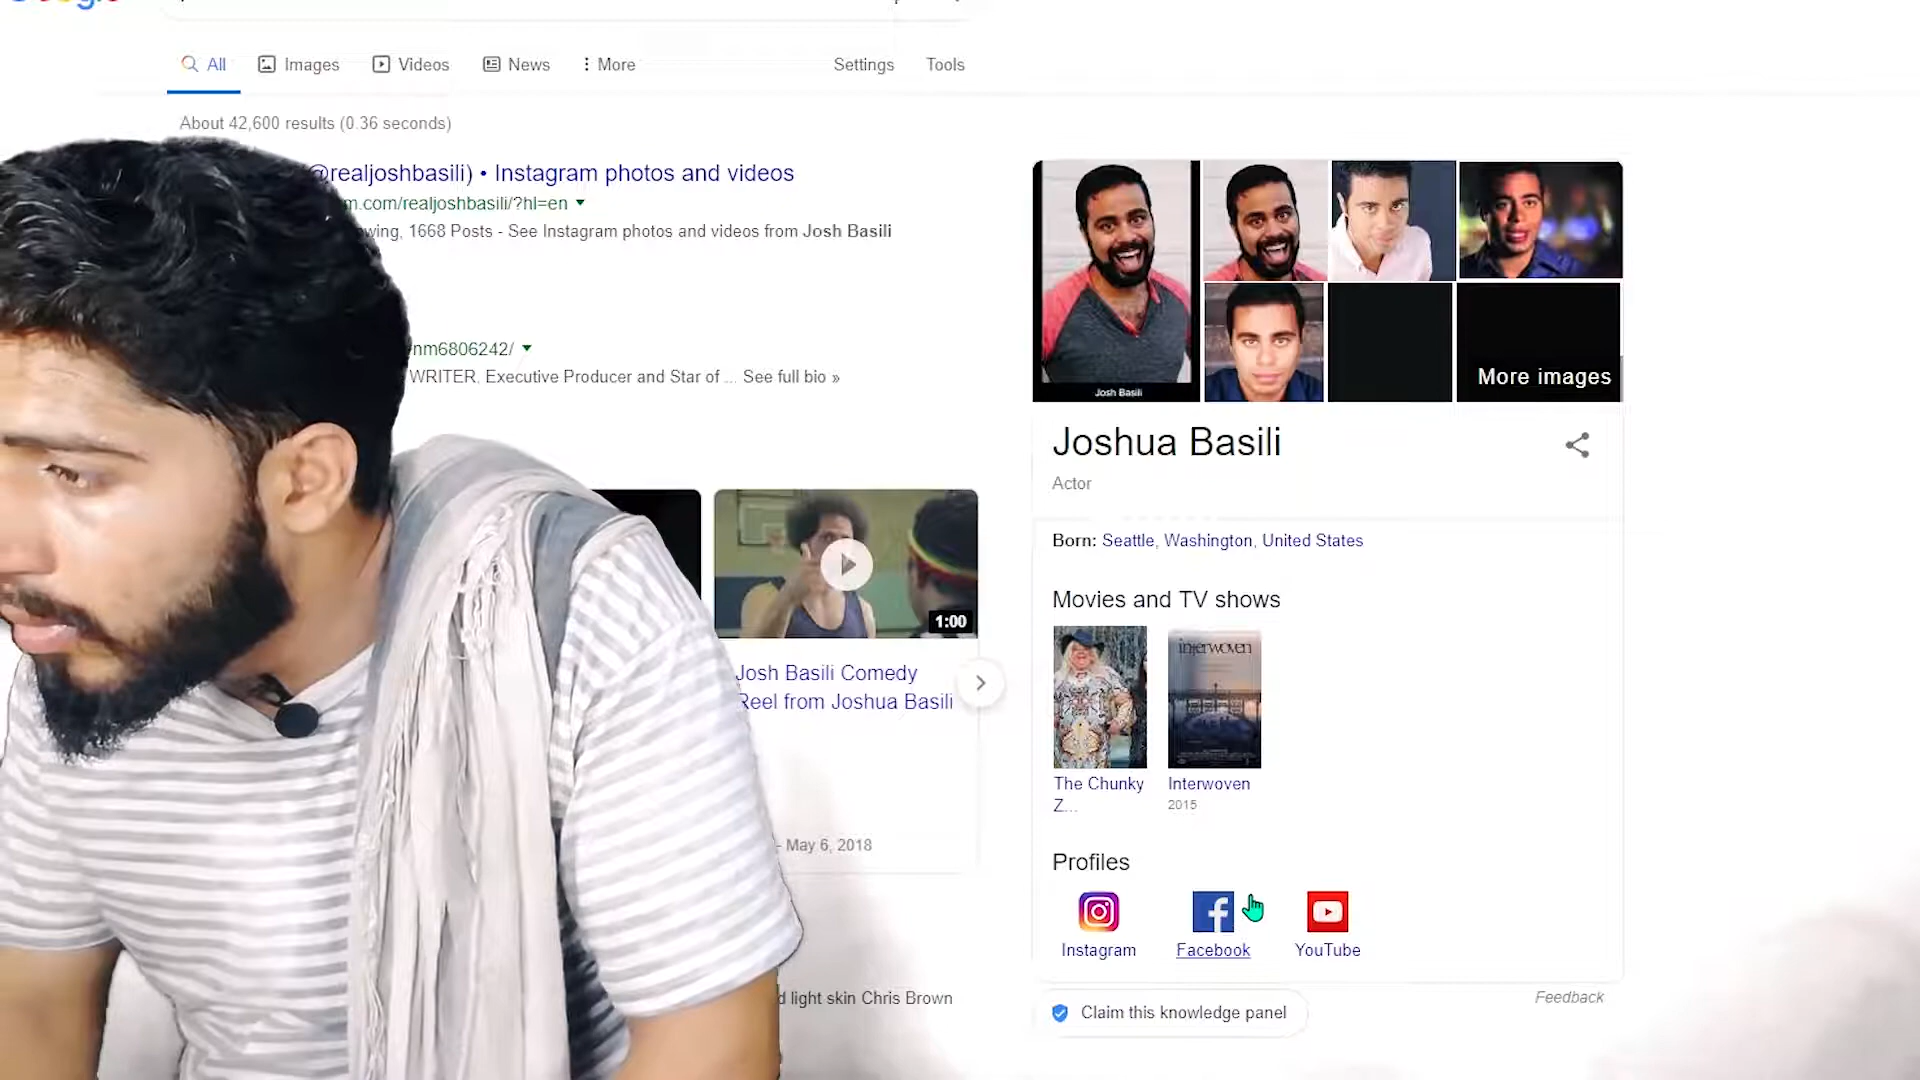 All
Images
Videos
News
More
Settings
Tools
About 42,600 results (0.36 seconds)
@realjoshbasili) • Instagram photos and videos
m.com/realjoshbasili/?hl=en
wing, 1668 Posts - See Instagram photos and videos from Josh Basili
nm6806242/
WRITER, Executive Producer and Star of ... See full bio »
1:00
Josh Basili Comedy
Reel from Joshua Basili
- May 6, 2018
d light skin Chris Brown
Josh Basili
More images
Joshua Basili
Actor
Born: Seattle, Washington, United States
Movies and TV shows
interwoven
The Chunky
Z...
Interwoven
2015
Profiles
Instagram
Facebook
YouTube
Feedback
Claim this knowledge panel